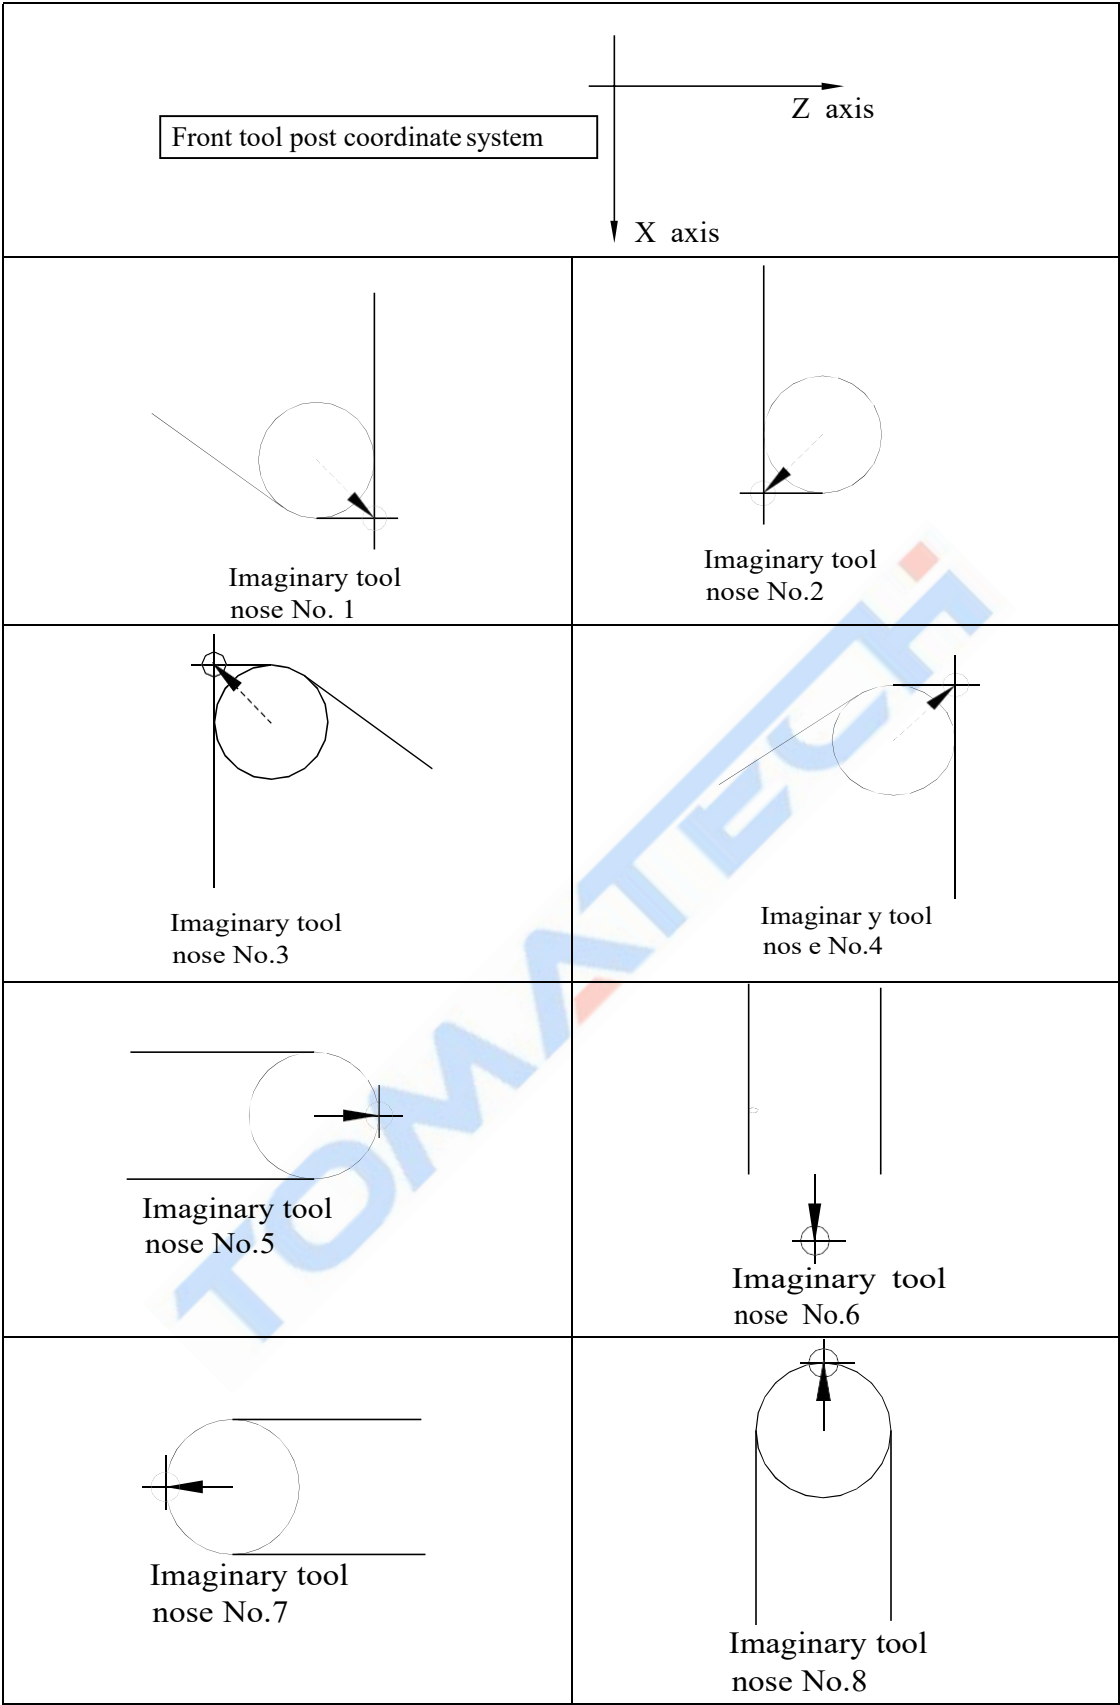 Z axis
Front tool post coordinate system
X axis
Imaginary tool
nose No. 1
Imaginary tool
nose No.2
Imaginary tool
nose No.3
Imaginar y tool
nos e No.4
Imaginary tool
nose No.5
Imaginary tool
nose No.6
Imaginary tool
nose No.7
Imaginary tool
nose No.8
TOMATECH